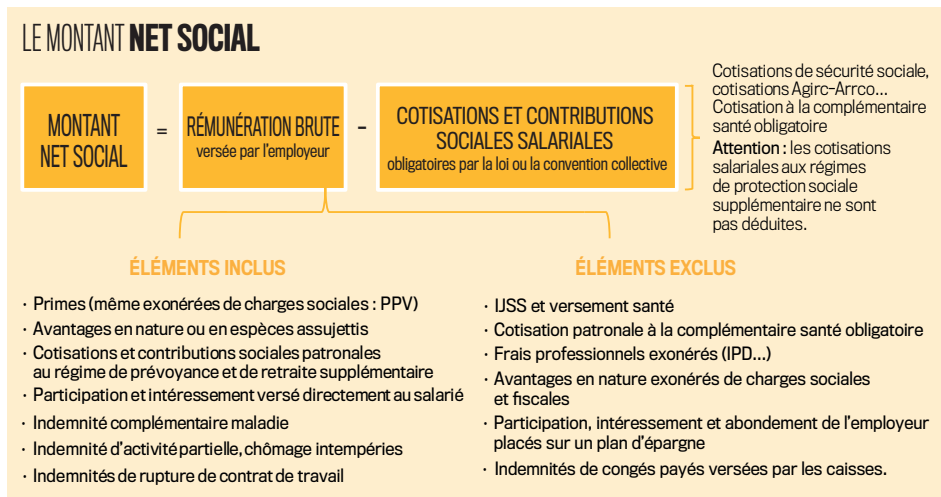 LE MONTANT NET SOCIAL
MONTANT
NET SOCIAL
=
RÉMUNÉRATION BRUTE
versée par l'employeur
-
COTISATIONS ET CONTRIBUTIONS
SOCIALES SALARIALES
obligatoires par la loi ou la convention collective
Cotisations de sécurité sociale,
cotisations Agirc-Arrco...
Cotisation à la complémentaire
santé obligatoire
Attention : les cotisations
salariales aux régimes
de protection sociale
supplémentaire ne sont
pas déduites.
ÉLÉMENTS INCLUS
· Primes (même exonérées de charges sociales : PPV)
· Avantages en nature ou en espèces assujettis
· Cotisations et contributions sociales patronales
au régime de prévoyance et de retraite supplémentaire
· Participation et intéressement versé directement au salarié
· Indemnité complémentaire maladie
· Indemnité d'activité partielle, chômage intempéries
· Indemnités de rupture de contrat de travail
ÉLÉMENTS EXCLUS
· IJSS et versement santé
· Cotisation patronale à la complémentaire santé obligatoire
· Frais professionnels exonérés (IPD...)
· Avantages en nature exonérés de charges sociales
et fiscales
· Participation, intéressement et abondement de l'employeur
placés sur un plan d'épargne
· Indemnités de congés payés versées par les caisses.